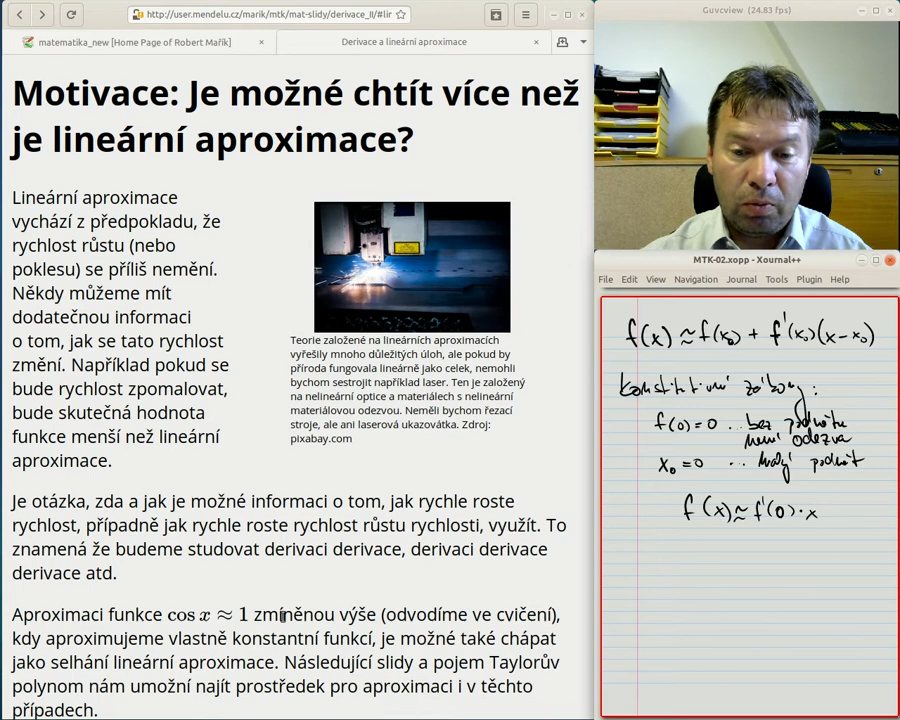 http://user.mendelu.cz/marik/mtk/mat-slidy/derivace_II/#lir
matematika_new [Home Page of Robert Mařík]
Derivace a lineární aproximace
Motivace: Je možné chtít více než
je lineární aproximace?
Lineární aproximace
vychází z předpokladu, že
rychlost růstu (nebo
poklesu) se příliš nemění.
Někdy můžeme mít
dodatečnou informaci
o tom, jak se tato rychlost
změní. Například pokud se
bude rychlost zpomalovat,
bude skutečná hodnota
funkce menší než lineární
aproximace.
Teorie založené na lineárních aproximacích
vyřešily mnoho důležitých úloh, ale pokud by
příroda fungovala lineárně jako celek, nemohli
bychom sestrojit například laser. Ten je založený
na nelineární optice a materiálech s nelineární
materiálovou odezvou. Neměli bychom řezací
stroje, ale ani laserová ukazovátka. Zdroj:
pixabay.com
Je otázka, zda a jak je možné informaci o tom, jak rychle roste
rychlost, případně jak rychle roste rychlost růstu rychlosti, využít. To
znamená že budeme studovat derivaci derivace, derivaci derivace
derivace atd.
Aproximaci funkce cos x ≈ 1 zmíněnou výše (odvodíme ve cvičení),
kdy aproximujeme vlastně konstantní funkcí, je možné také chápat
jako selhání lineární aproximace. Následující slidy a pojem Taylorův
polynom nám umožní najít prostředek pro aproximaci i v těchto
případech.
Guvcview (24.83 fps)
MTK-02.xopp - Xournal++
File Edit View Navigation Journal Tools Plugin Help
f(x) ≈ f(x₀) + f'(x₀)(x-x₀)
Konstitutivní zákony:
f(0)=0 ... bez podnětu
není odezva
x₀=0 ... malý podnět
f(x) ≈ f'(0)·x